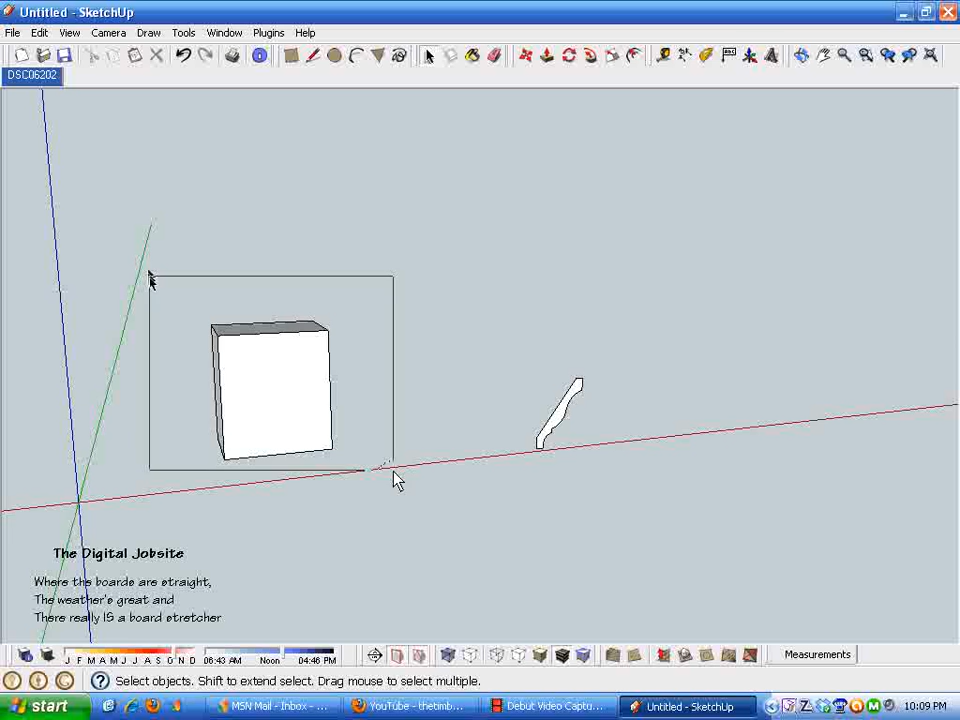 Untitled - SketchUp
File Edit View Camera Draw Tools Window Plugins Help
DSC06202
The Digital Jobsite
Where the boards are straight,
The weather's great and
There really IS a board stretcher
J F M A M J J A S O N D 06:43 AM Noon 04:46 PM Measurements
Select objects. Shift to extend select. Drag mouse to select multiple.
start MSN Mail - Inbox - ... YouTube - thetimb... Debut Video Captu... Untitled - SketchUp 10:09 PM